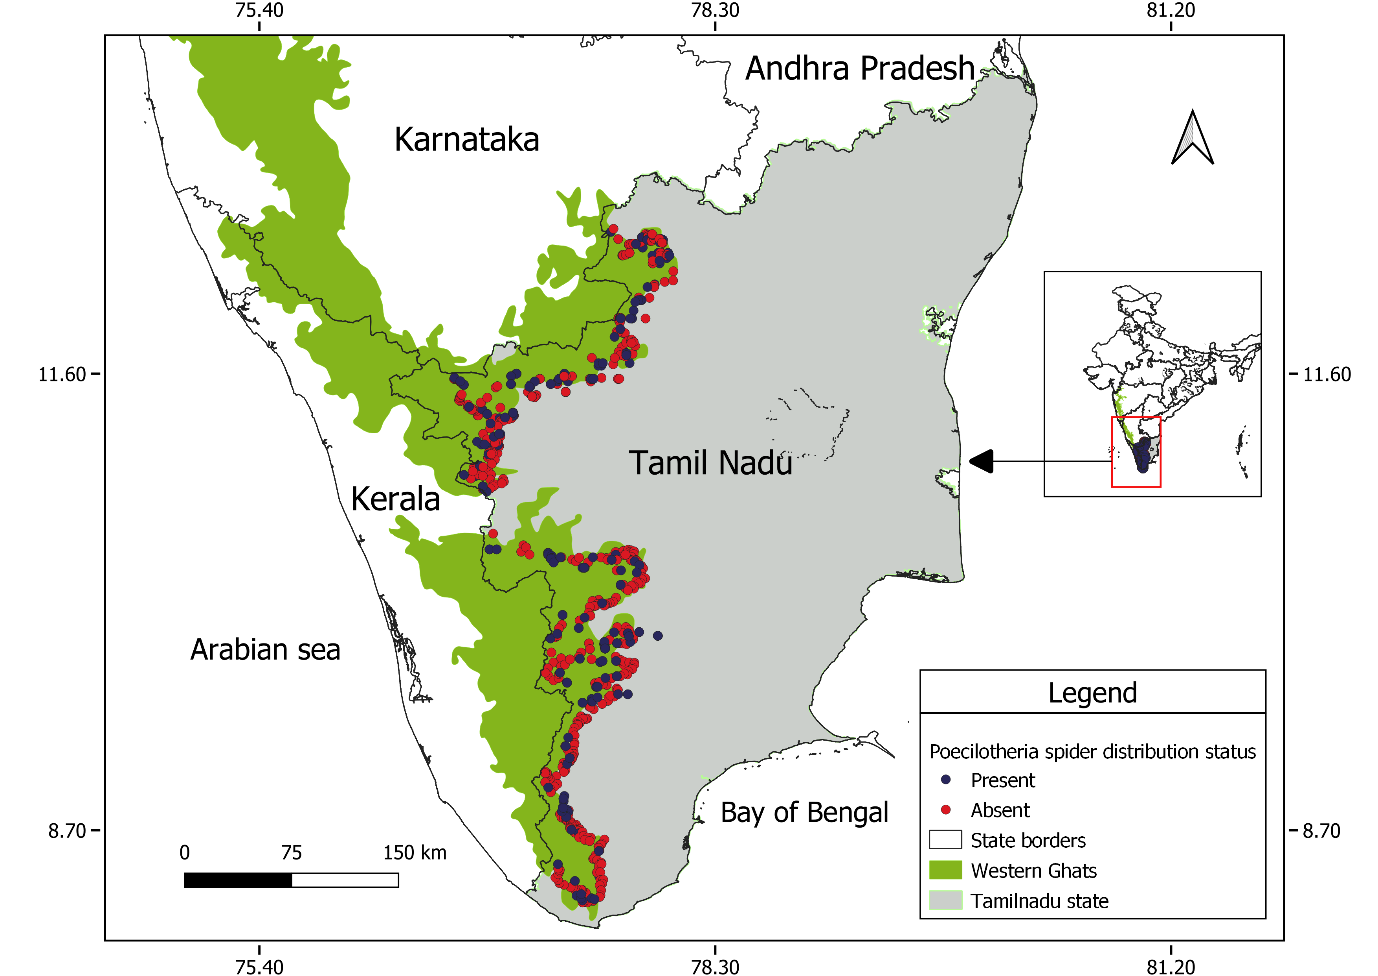 75.40 78.30 81.20
Andhra Pradesh
Karnataka
11.60 11.60
Tamil Nadu
Kerala
Arabian sea
Legend
Poecilotheria spider distribution status
Present
Absent
State borders
Western Ghats
Tamilnadu state
Bay of Bengal
8.70 8.70
0 75 150 km
75.40 78.30 81.20